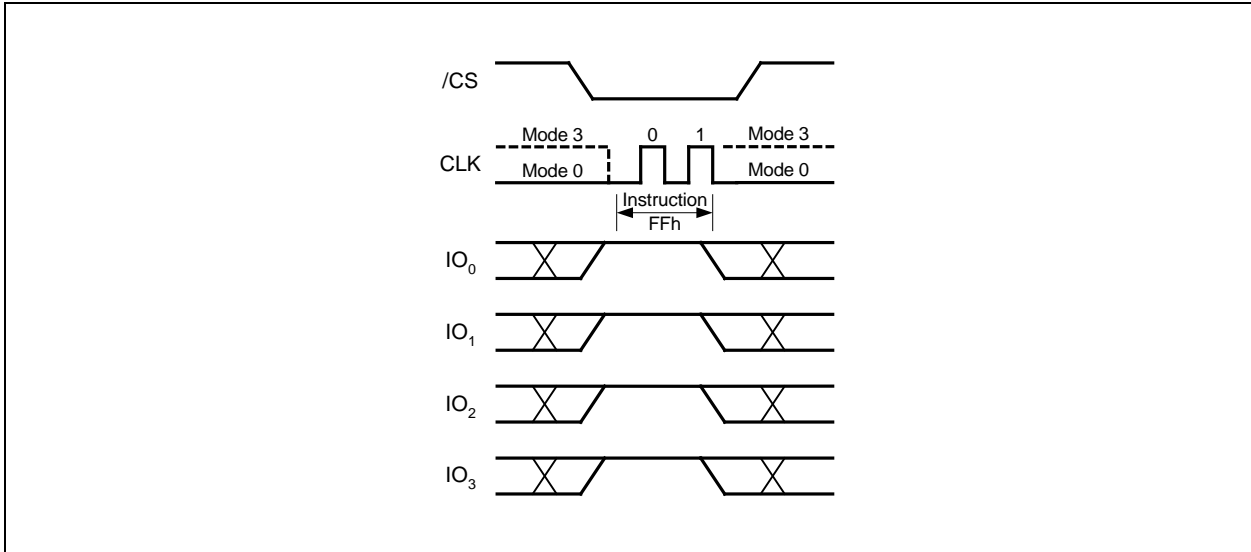 /CS
Mode 3 0 1 Mode 3
CLK
Mode 0 Mode 0
Instruction
FFh
IO0
IO1
IO2
IO3